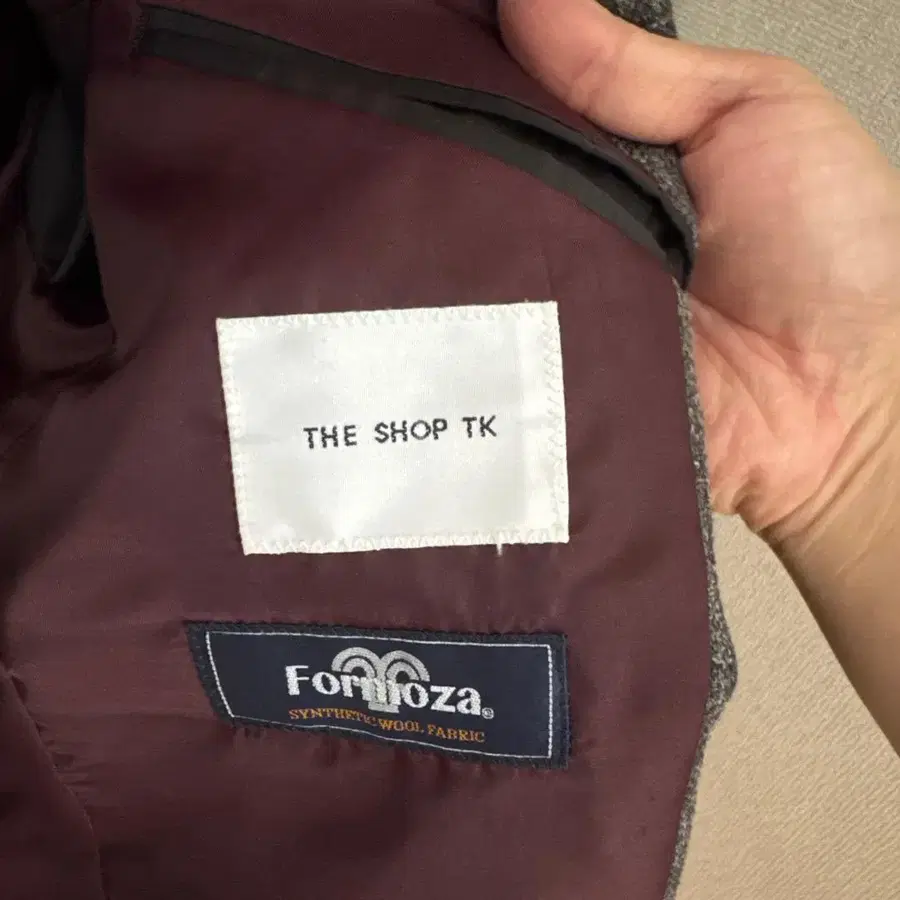 THE SHOP TK
Formoza®
SYNTHETIC WOOL FABRIC